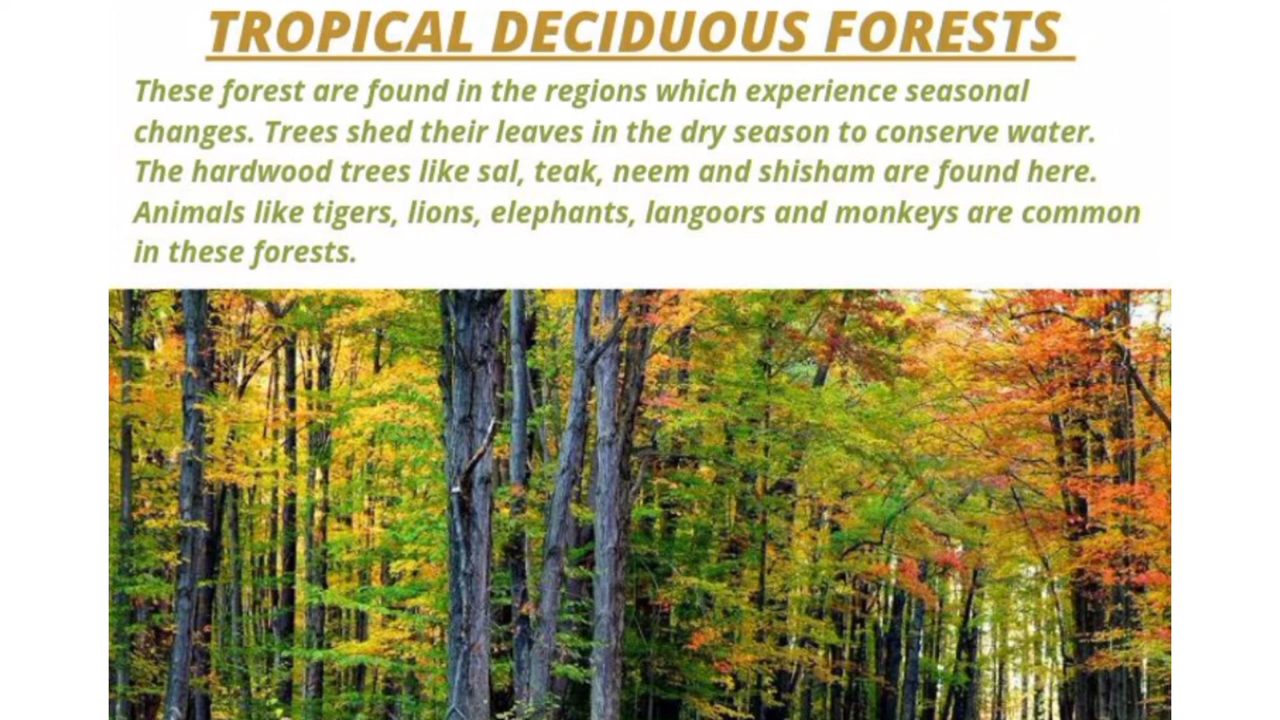 TROPICAL DECIDUOUS FORESTS
These forest are found in the regions which experience seasonal
changes. Trees shed their leaves in the dry season to conserve water.
The hardwood trees like sal, teak, neem and shisham are found here.
Animals like tigers, lions, elephants, langoors and monkeys are common
in these forests.